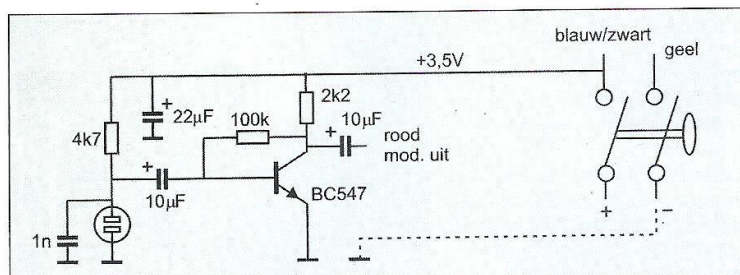 blauw/zwart
geel
+3,5V
2k2
+
22µF
100k
+
10µF
rood
mod. uit
4k7
+
10µF
BC547
1n
+
−